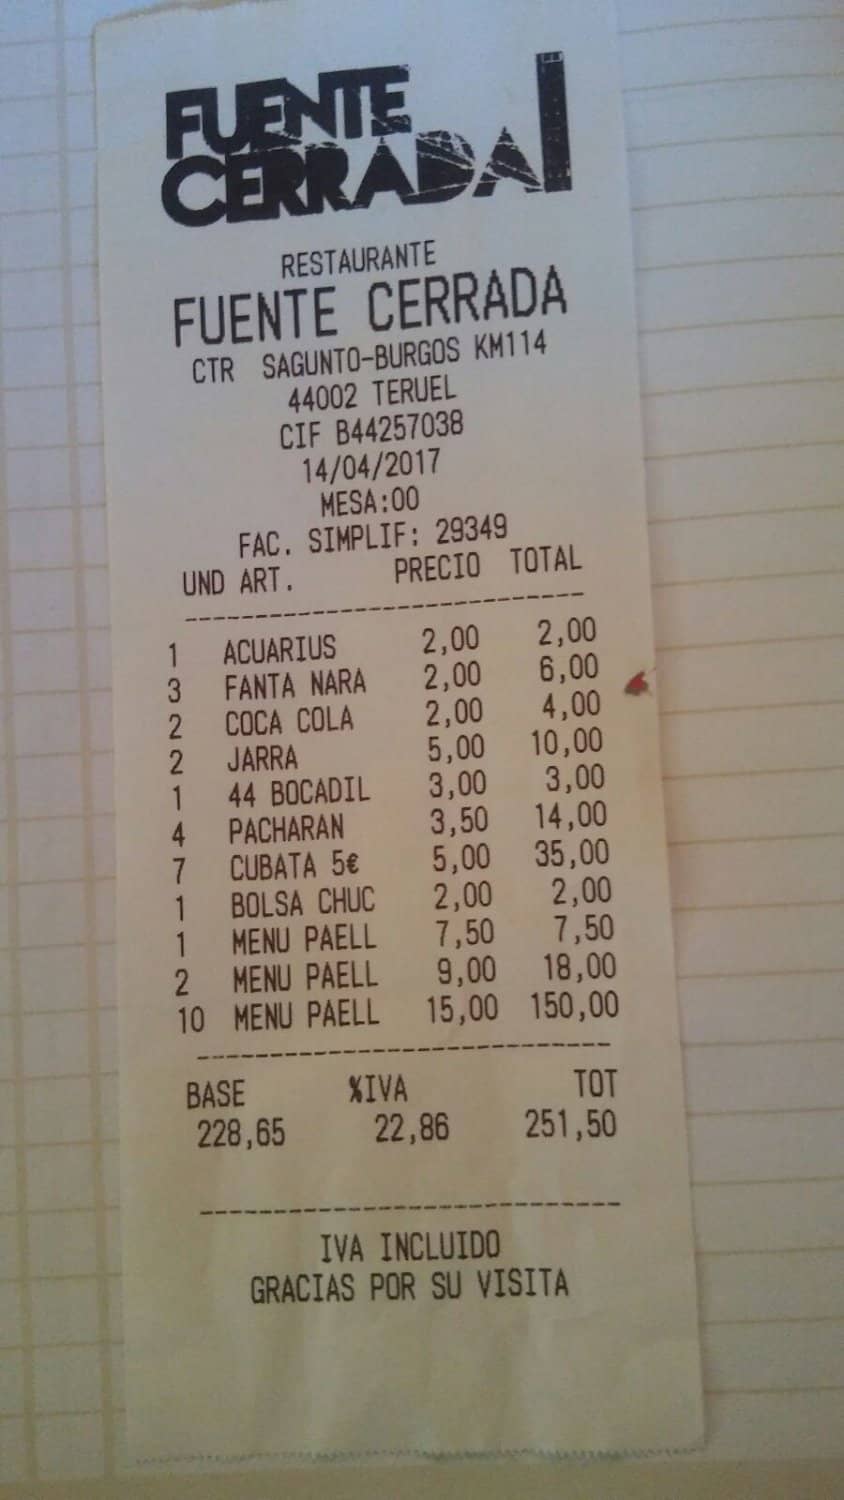 FUENTE
CERRADA
RESTAURANTE
FUENTE CERRADA
CTR SAGUNTO-BURGOS KM114
44002 TERUEL
CIF B44257038
14/04/2017
MESA:00
FAC. SIMPLIF: 29349
UND ART. PRECIO TOTAL
1 ACUARIUS 2,00 2,00
3 FANTA NARA 2,00 6,00
2 COCA COLA 2,00 4,00
2 JARRA 5,00 10,00
1 44 BOCADIL 3,00 3,00
4 PACHARAN 3,50 14,00
7 CUBATA 5€ 5,00 35,00
1 BOLSA CHUC 2,00 2,00
1 MENU PAELL 7,50 7,50
2 MENU PAELL 9,00 18,00
10 MENU PAELL 15,00 150,00
BASE %IVA TOT
228,65 22,86 251,50
IVA INCLUIDO
GRACIAS POR SU VISITA